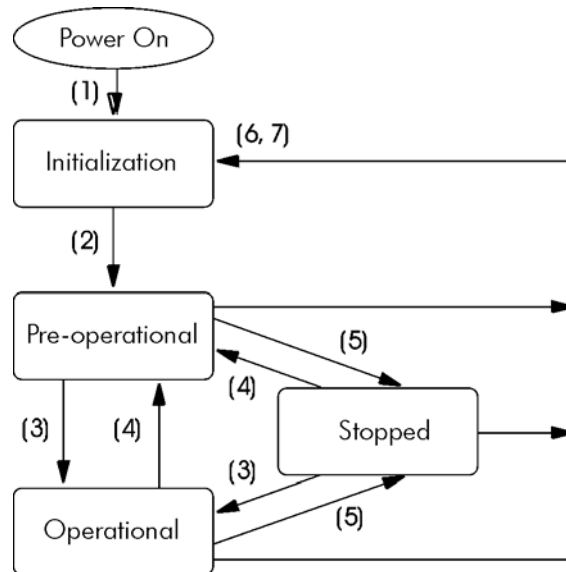 Power On
(1)
Initialization
(6, 7)
(2)
Pre-operational
(5)
(4)
(3)
(4)
Stopped
(3)
Operational
(5)